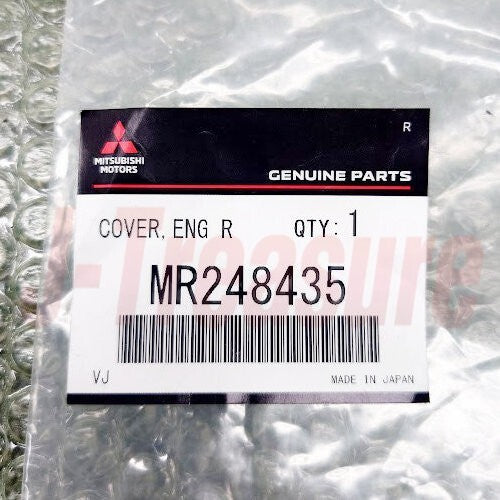 R
MITSUBISHI
MOTORS
GENUINE PARTS
COVER,ENG R QTY:1
MR248435
VJ
MADE IN JAPAN